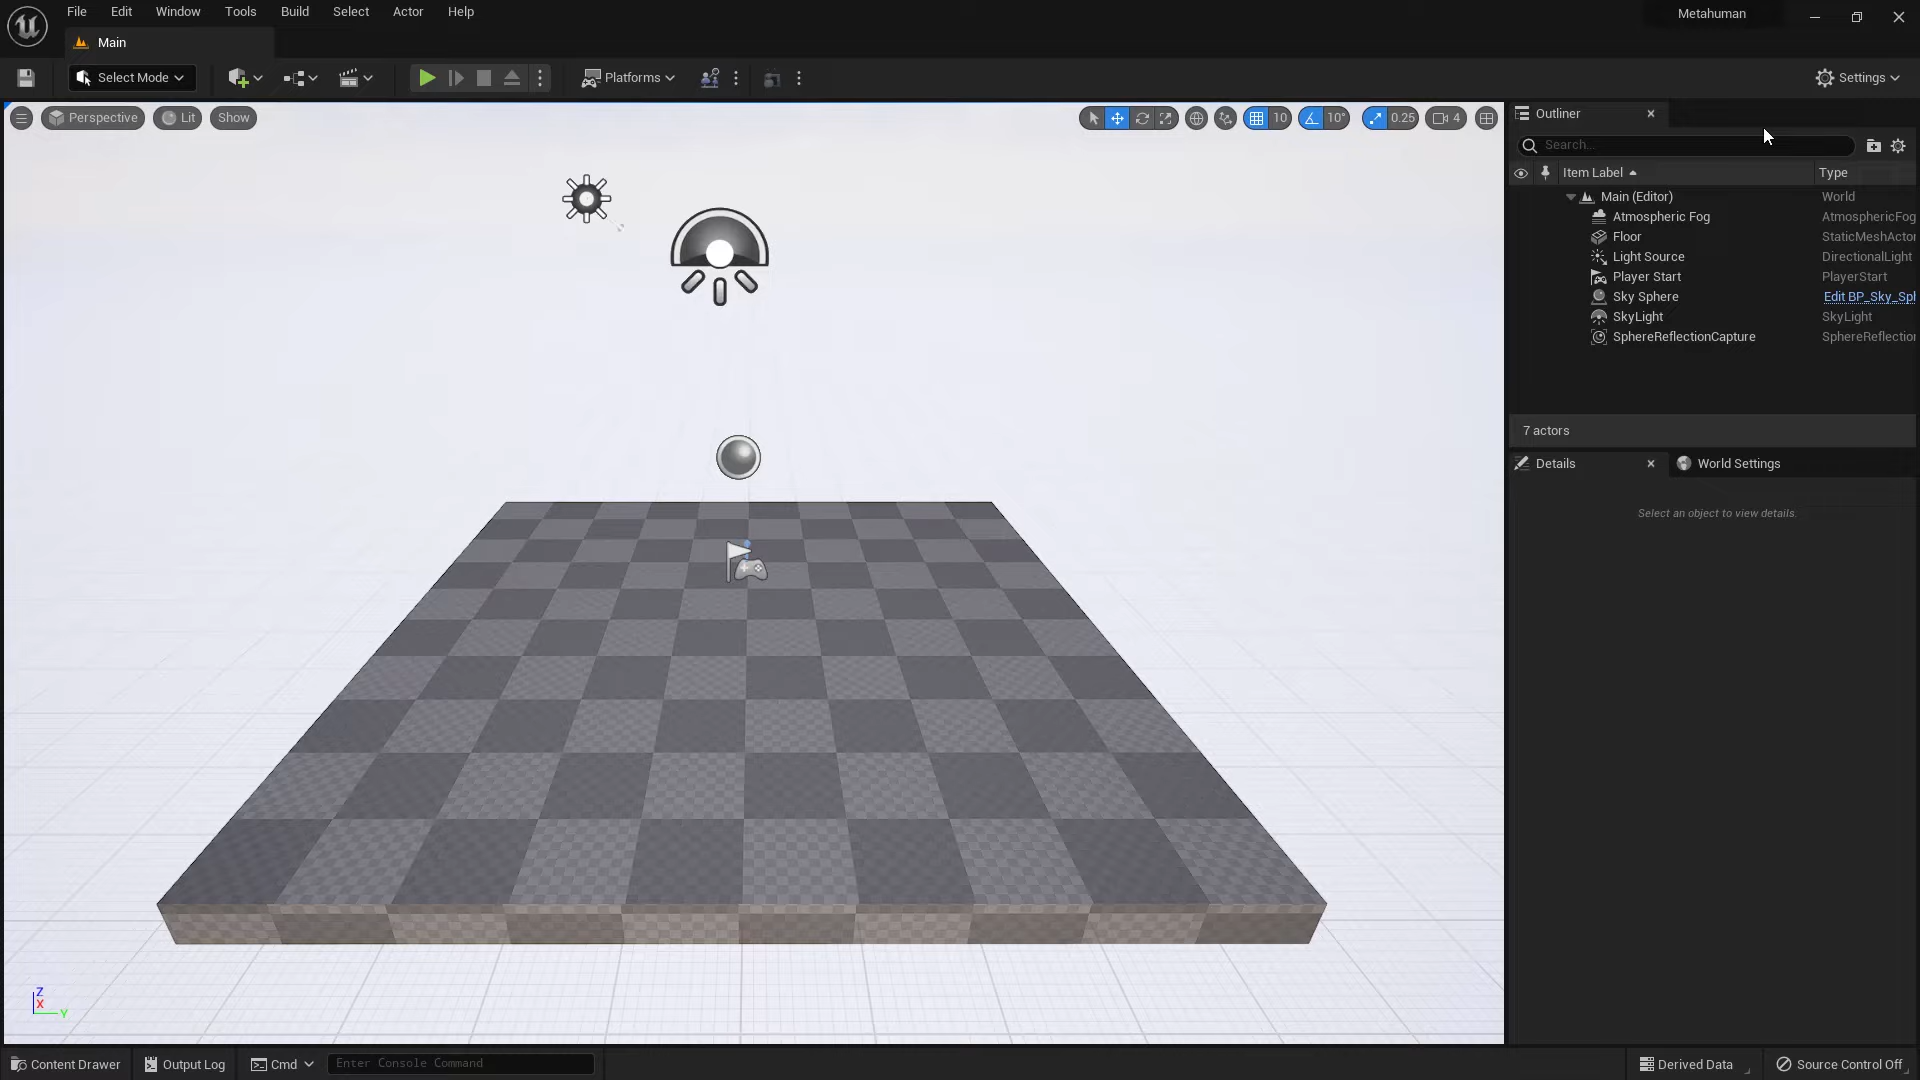 File Edit Window Tools Build Select Actor Help
Metahuman
Main
Select Mode
Platforms
Settings
Perspective Lit Show
10 10° 0.25 4
Outliner
Search...
Item Label Type
Main (Editor) World
Atmospheric Fog AtmosphericFog
Floor StaticMeshActo
Light Source DirectionalLight
Player Start PlayerStart
Sky Sphere Edit BP_Sky_Sph
SkyLight SkyLight
SphereReflectionCapture SphereReflection
7 actors
Details World Settings
Select an object to view details.
Z
X
Y
Content Drawer Output Log Cmd Enter Console Command Derived Data Source Control Off